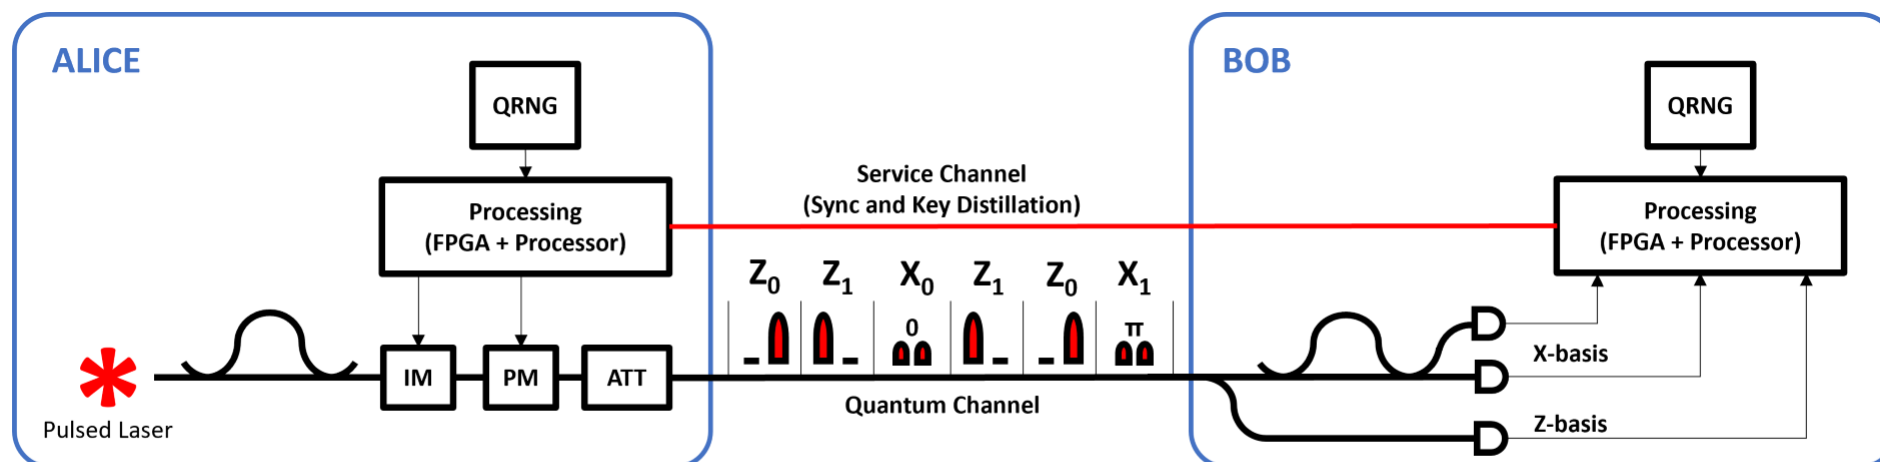 ALICE
BOB
QRNG
QRNG
Service Channel
(Sync and Key Distillation)
Processing
(FPGA + Processor)
Processing
(FPGA + Processor)
Z0
Z1
X0
Z1
Z0
X1
0
π
IM
PM
ATT
X-basis
Quantum Channel
Z-basis
Pulsed Laser